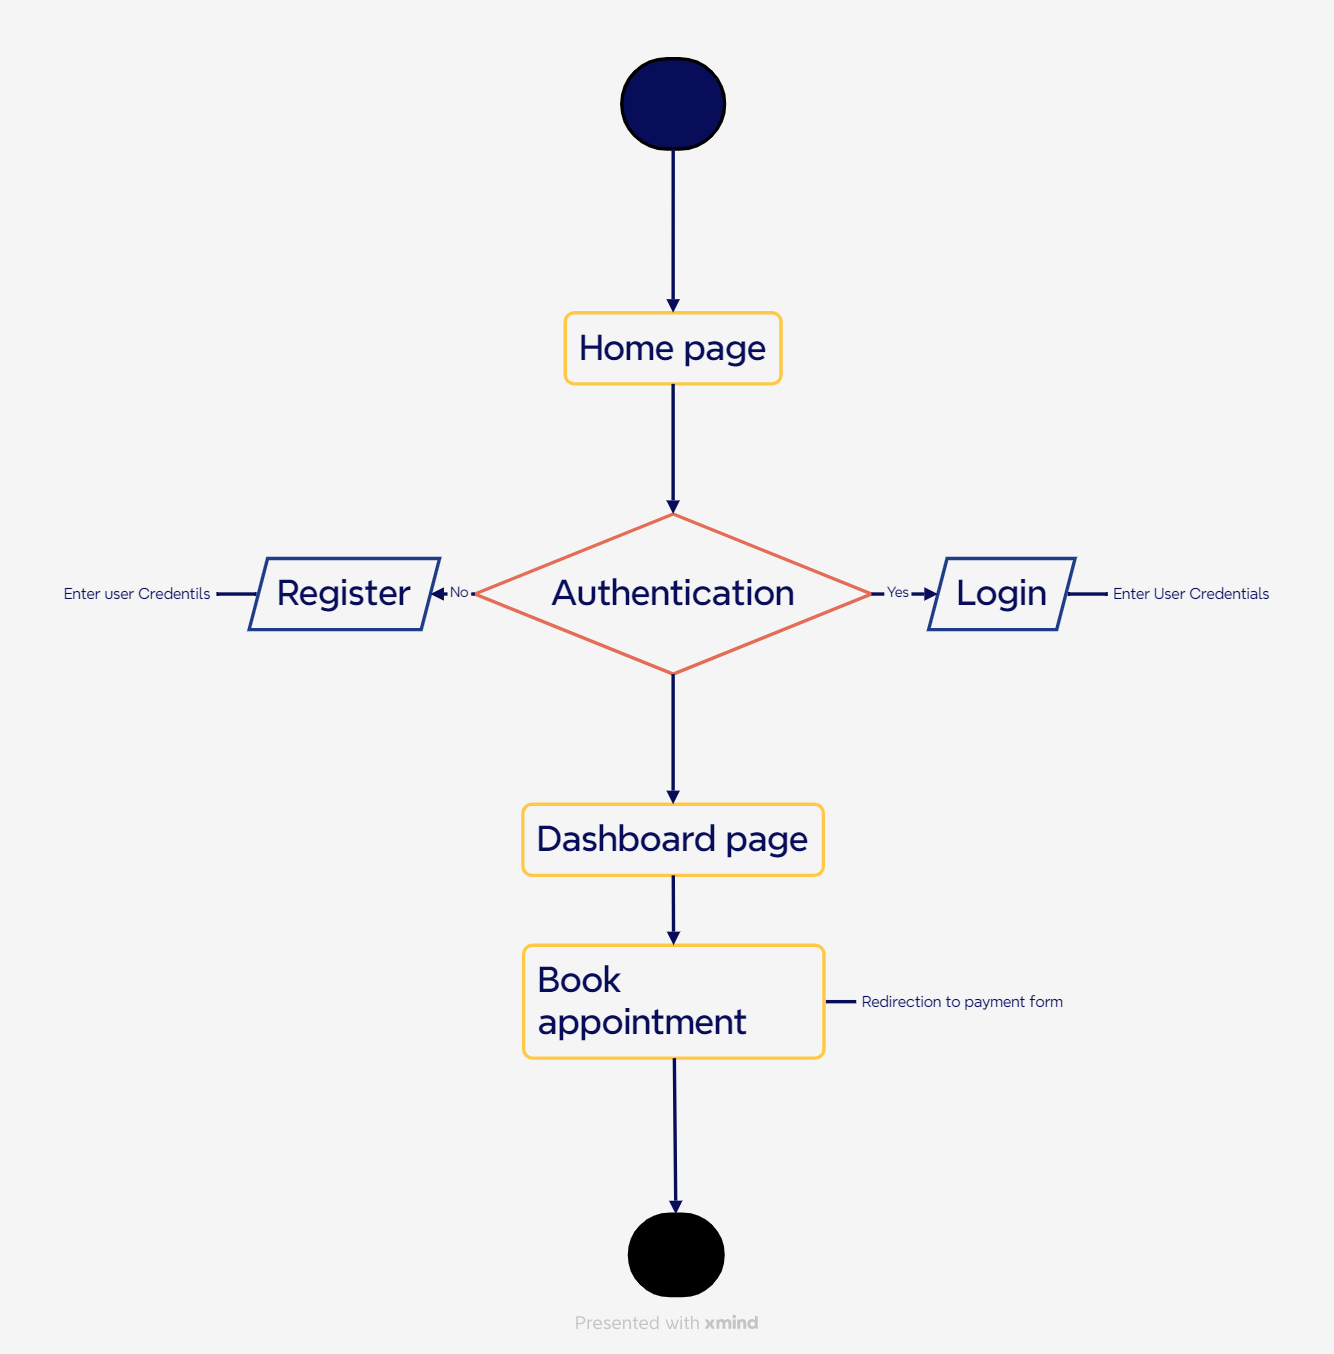 Home page
Enter user Credentils
Register
No
Authentication
Yes
Login
Enter User Credentials
Dashboard page
Book
appointment
Redirection to payment form
Presented with xmind